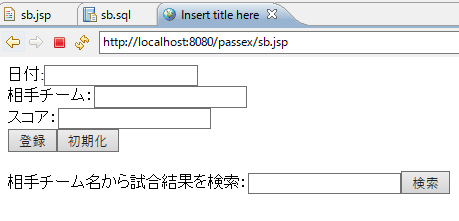 sb.jsp sb.sql Insert title here
http://localhost:8080/passex/sb.jsp
日付:
相手チーム:
スコア:
登録 初期化
相手チーム名から試合結果を検索: 検索